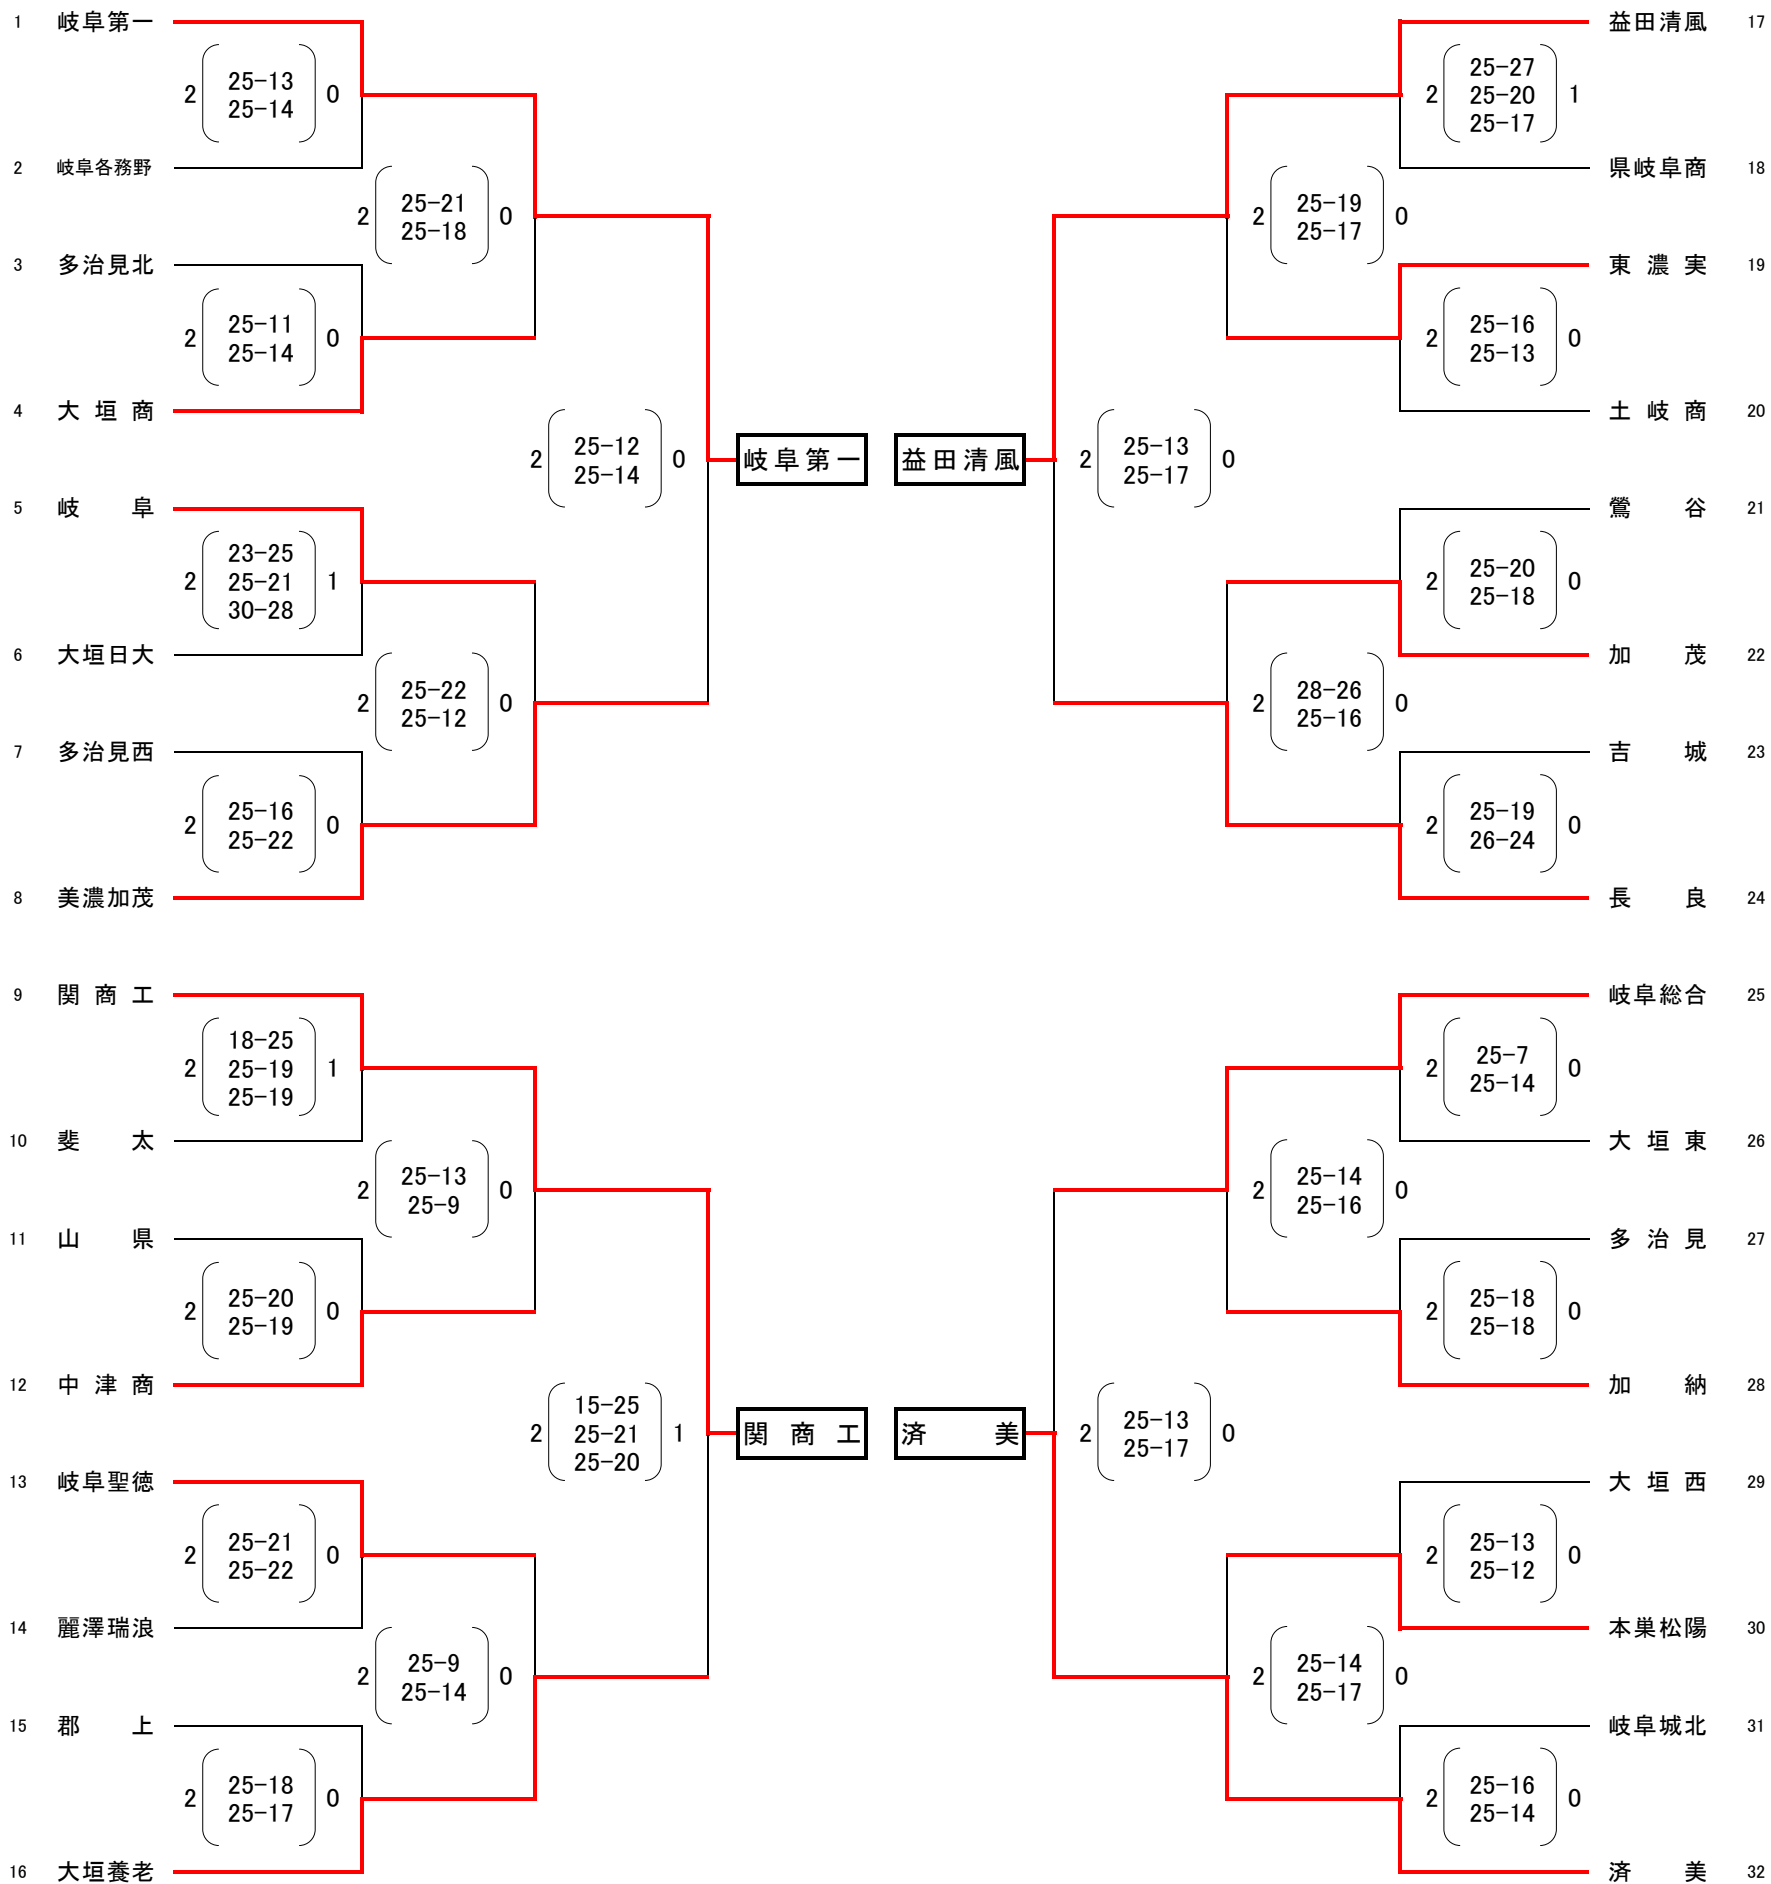 1 岐阜第一
2 ( 25-13 25-14 ) 0
2 岐阜各務野
2 ( 25-21 25-18 ) 0
3 多治見北
2 ( 25-11 25-14 ) 0
4 大垣商
2 ( 25-12 25-14 ) 0
岐阜第一
5 岐阜
2 ( 23-25 25-21 30-28 ) 1
6 大垣日大
2 ( 25-22 25-12 ) 0
7 多治見西
2 ( 25-16 25-22 ) 0
8 美濃加茂
9 関商工
2 ( 18-25 25-19 25-19 ) 1
10 斐太
2 ( 25-13 25-9 ) 0
11 山県
2 ( 25-20 25-19 ) 0
12 中津商
2 ( 15-25 25-21 25-20 ) 1
関商工
13 岐阜聖徳
2 ( 25-21 25-22 ) 0
14 麗澤瑞浪
2 ( 25-9 25-14 ) 0
15 郡上
2 ( 25-18 25-17 ) 0
16 大垣養老
益田清風 17
2 ( 25-27 25-20 25-17 ) 1
県岐阜商 18
2 ( 25-19 25-17 ) 0
東濃実 19
2 ( 25-16 25-13 ) 0
土岐商 20
益田清風
2 ( 25-13 25-17 ) 0
鶯谷 21
2 ( 25-20 25-18 ) 0
加茂 22
2 ( 28-26 25-16 ) 0
吉城 23
2 ( 25-19 26-24 ) 0
長良 24
岐阜総合 25
2 ( 25-7 25-14 ) 0
大垣東 26
2 ( 25-14 25-16 ) 0
多治見 27
2 ( 25-18 25-18 ) 0
加納 28
済美
2 ( 25-13 25-17 ) 0
大垣西 29
2 ( 25-13 25-12 ) 0
本巣松陽 30
2 ( 25-14 25-17 ) 0
岐阜城北 31
2 ( 25-16 25-14 ) 0
済美 32